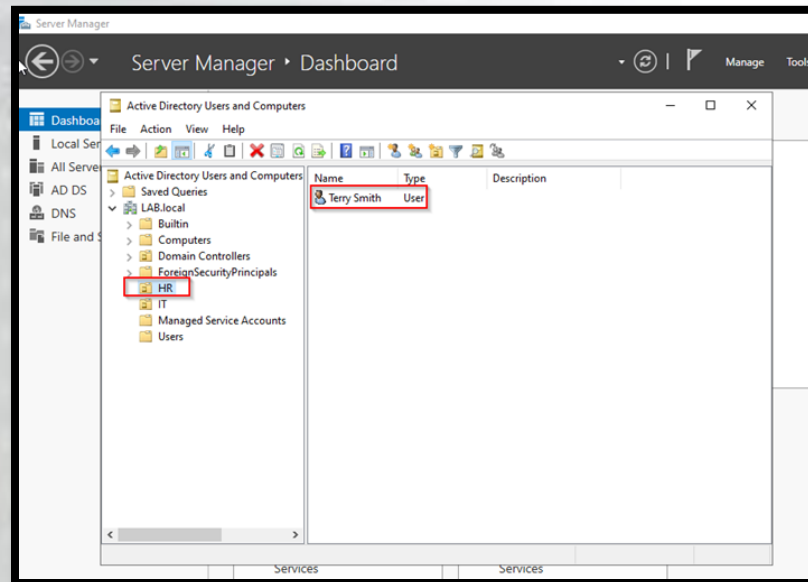 Server Manager
Server Manager • Dashboard
Manage
Tools
Active Directory Users and Computers
File Action View Help
Dashboa
Local Ser
All Serve
AD DS
DNS
File and S
Active Directory Users and Computers
Saved Queries
LAB.local
Builtin
Computers
Domain Controllers
ForeignSecurityPrincipals
HR
IT
Managed Service Accounts
Users
Name Type Description
Terry Smith User
Services Services